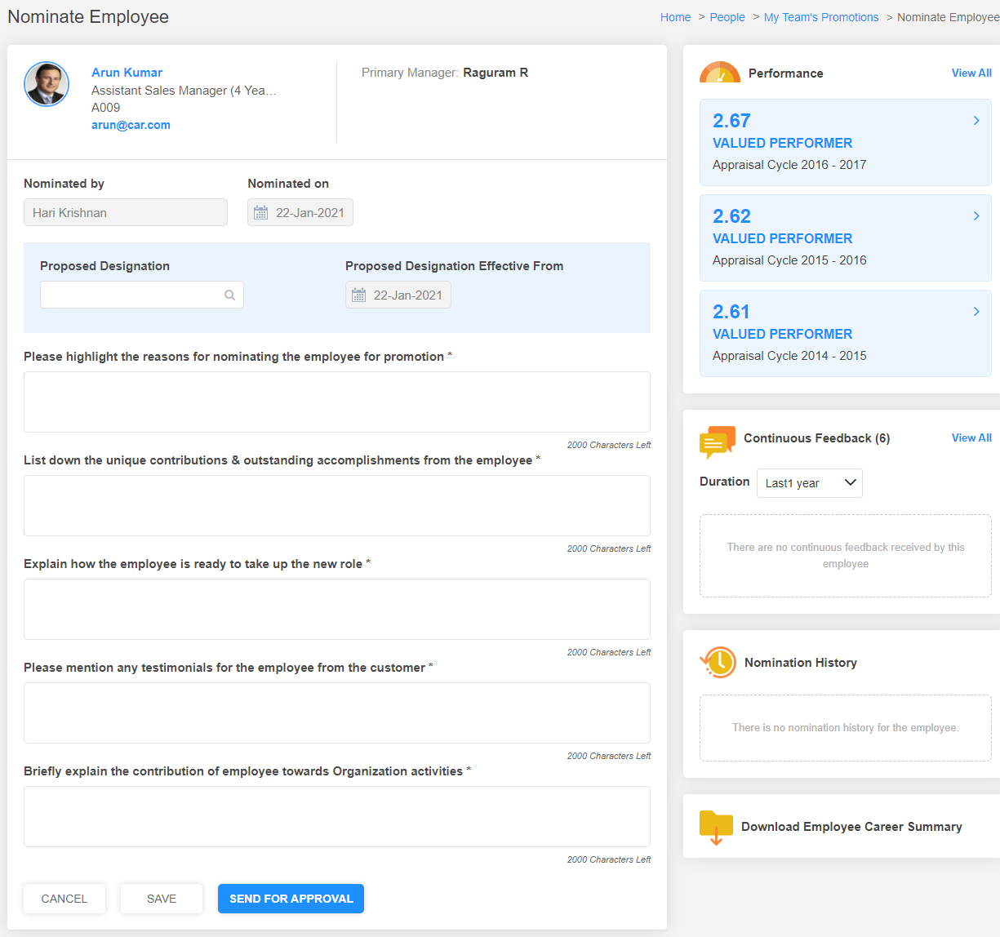 Nominate Employee
Home > People > My Team's Promotions > Nominate Employee
Arun Kumar
Assistant Sales Manager (4 Yea…
A009
arun@car.com
Primary Manager: Raguram R
Nominated by
Hari Krishnan
Nominated on
22-Jan-2021
Proposed Designation
Proposed Designation Effective From
22-Jan-2021
Please highlight the reasons for nominating the employee for promotion *
2000 Characters Left
List down the unique contributions & outstanding accomplishments from the employee *
2000 Characters Left
Explain how the employee is ready to take up the new role *
2000 Characters Left
Please mention any testimonials for the employee from the customer *
2000 Characters Left
Briefly explain the contribution of employee towards Organization activities *
2000 Characters Left
CANCEL
SAVE
SEND FOR APPROVAL
Performance
View All
2.67
VALUED PERFORMER
Appraisal Cycle 2016 - 2017
2.62
VALUED PERFORMER
Appraisal Cycle 2015 - 2016
2.61
VALUED PERFORMER
Appraisal Cycle 2014 - 2015
Continuous Feedback (6)
View All
Duration
Last1 year
There are no continuous feedback received by this
employee
Nomination History
There is no nomination history for the employee.
Download Employee Career Summary